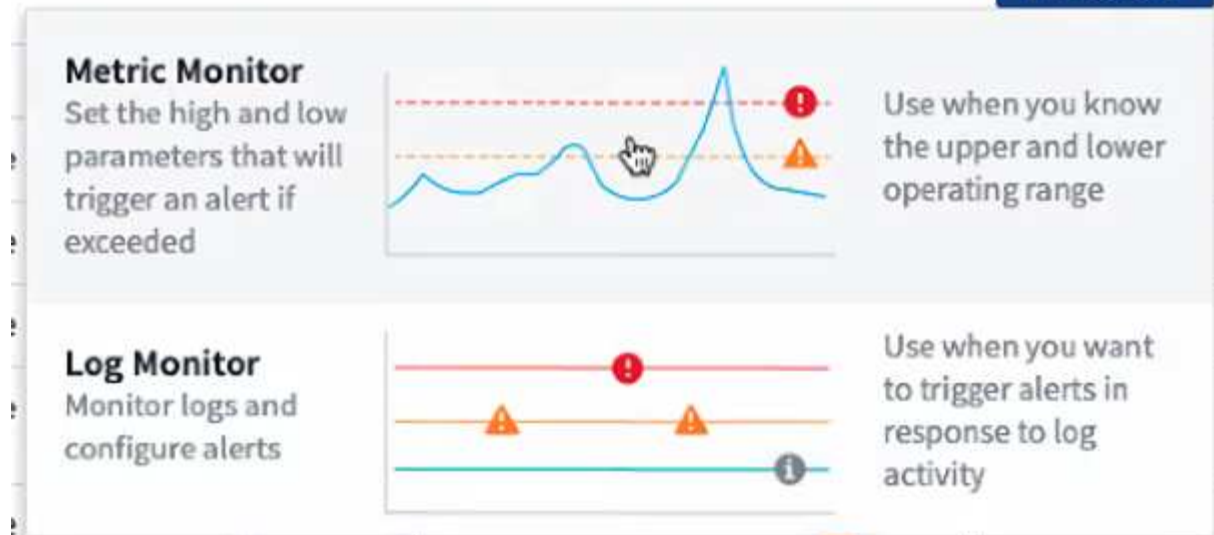 Metric Monitor
Set the high and low
parameters that will
trigger an alert if
exceeded
Use when you know
the upper and lower
operating range
Log Monitor
Monitor logs and
configure alerts
Use when you want
to trigger alerts in
response to log
activity